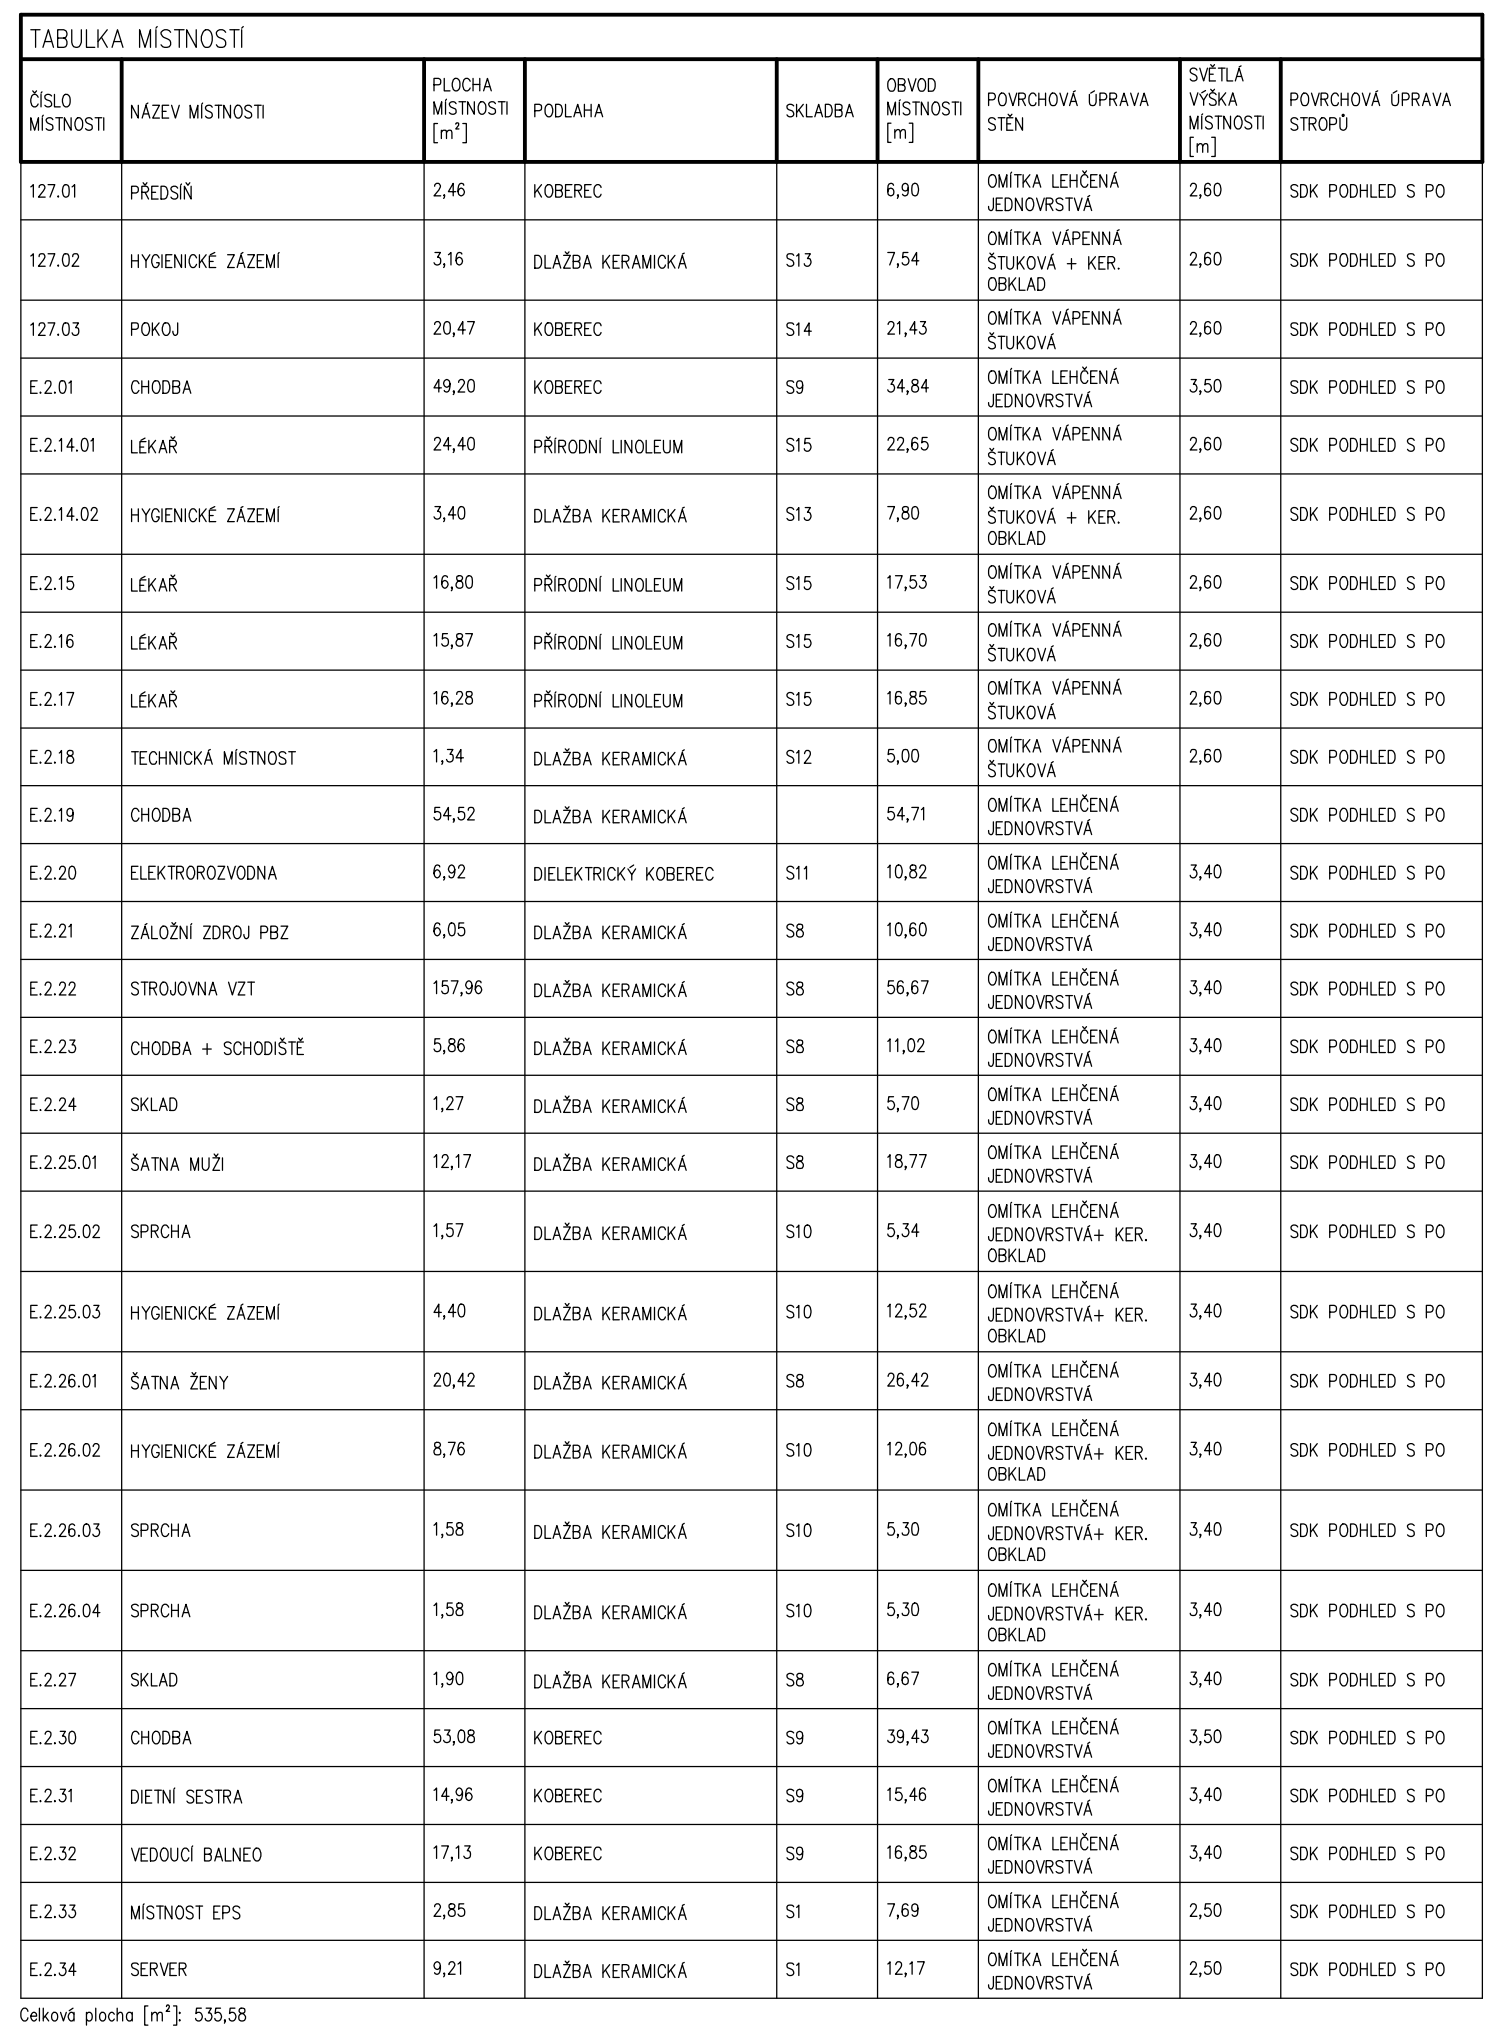 TABULKA MÍSTNOSTÍ
ČÍSLO MÍSTNOSTI NÁZEV MÍSTNOSTI PLOCHA MÍSTNOSTI [m²] PODLAHA SKLADBA OBVOD MÍSTNOSTI [m] POVRCHOVÁ ÚPRAVA STĚN SVĚTLÁ VÝŠKA MÍSTNOSTI [m] POVRCHOVÁ ÚPRAVA STROPŮ
127.01 PŘEDSÍŇ 2,46 KOBEREC 6,90 OMÍTKA LEHČENÁ JEDNOVRSTVÁ 2,60 SDK PODHLED S PO
127.02 HYGIENICKÉ ZÁZEMÍ 3,16 DLAŽBA KERAMICKÁ S13 7,54 OMÍTKA VÁPENNÁ ŠTUKOVÁ + KER. OBKLAD 2,60 SDK PODHLED S PO
127.03 POKOJ 20,47 KOBEREC S14 21,43 OMÍTKA VÁPENNÁ ŠTUKOVÁ 2,60 SDK PODHLED S PO
E.2.01 CHODBA 49,20 KOBEREC S9 34,84 OMÍTKA LEHČENÁ JEDNOVRSTVÁ 3,50 SDK PODHLED S PO
E.2.14.01 LÉKAŘ 24,40 PŘÍRODNÍ LINOLEUM S15 22,65 OMÍTKA VÁPENNÁ ŠTUKOVÁ 2,60 SDK PODHLED S PO
E.2.14.02 HYGIENICKÉ ZÁZEMÍ 3,40 DLAŽBA KERAMICKÁ S13 7,80 OMÍTKA VÁPENNÁ ŠTUKOVÁ + KER. OBKLAD 2,60 SDK PODHLED S PO
E.2.15 LÉKAŘ 16,80 PŘÍRODNÍ LINOLEUM S15 17,53 OMÍTKA VÁPENNÁ ŠTUKOVÁ 2,60 SDK PODHLED S PO
E.2.16 LÉKAŘ 15,87 PŘÍRODNÍ LINOLEUM S15 16,70 OMÍTKA VÁPENNÁ ŠTUKOVÁ 2,60 SDK PODHLED S PO
E.2.17 LÉKAŘ 16,28 PŘÍRODNÍ LINOLEUM S15 16,85 OMÍTKA VÁPENNÁ ŠTUKOVÁ 2,60 SDK PODHLED S PO
E.2.18 TECHNICKÁ MÍSTNOST 1,34 DLAŽBA KERAMICKÁ S12 5,00 OMÍTKA VÁPENNÁ ŠTUKOVÁ 2,60 SDK PODHLED S PO
E.2.19 CHODBA 54,52 DLAŽBA KERAMICKÁ 54,71 OMÍTKA LEHČENÁ JEDNOVRSTVÁ SDK PODHLED S PO
E.2.20 ELEKTROROZVODNA 6,92 DIELEKTRICKÝ KOBEREC S11 10,82 OMÍTKA LEHČENÁ JEDNOVRSTVÁ 3,40 SDK PODHLED S PO
E.2.21 ZÁLOŽNÍ ZDROJ PBZ 6,05 DLAŽBA KERAMICKÁ S8 10,60 OMÍTKA LEHČENÁ JEDNOVRSTVÁ 3,40 SDK PODHLED S PO
E.2.22 STROJOVNA VZT 157,96 DLAŽBA KERAMICKÁ S8 56,67 OMÍTKA LEHČENÁ JEDNOVRSTVÁ 3,40 SDK PODHLED S PO
E.2.23 CHODBA + SCHODIŠTĚ 5,86 DLAŽBA KERAMICKÁ S8 11,02 OMÍTKA LEHČENÁ JEDNOVRSTVÁ 3,40 SDK PODHLED S PO
E.2.24 SKLAD 1,27 DLAŽBA KERAMICKÁ S8 5,70 OMÍTKA LEHČENÁ JEDNOVRSTVÁ 3,40 SDK PODHLED S PO
E.2.25.01 ŠATNA MUŽI 12,17 DLAŽBA KERAMICKÁ S8 18,77 OMÍTKA LEHČENÁ JEDNOVRSTVÁ 3,40 SDK PODHLED S PO
E.2.25.02 SPRCHA 1,57 DLAŽBA KERAMICKÁ S10 5,34 OMÍTKA LEHČENÁ JEDNOVRSTVÁ+ KER. OBKLAD 3,40 SDK PODHLED S PO
E.2.25.03 HYGIENICKÉ ZÁZEMÍ 4,40 DLAŽBA KERAMICKÁ S10 12,52 OMÍTKA LEHČENÁ JEDNOVRSTVÁ+ KER. OBKLAD 3,40 SDK PODHLED S PO
E.2.26.01 ŠATNA ŽENY 20,42 DLAŽBA KERAMICKÁ S8 26,42 OMÍTKA LEHČENÁ JEDNOVRSTVÁ 3,40 SDK PODHLED S PO
E.2.26.02 HYGIENICKÉ ZÁZEMÍ 8,76 DLAŽBA KERAMICKÁ S10 12,06 OMÍTKA LEHČENÁ JEDNOVRSTVÁ+ KER. OBKLAD 3,40 SDK PODHLED S PO
E.2.26.03 SPRCHA 1,58 DLAŽBA KERAMICKÁ S10 5,30 OMÍTKA LEHČENÁ JEDNOVRSTVÁ+ KER. OBKLAD 3,40 SDK PODHLED S PO
E.2.26.04 SPRCHA 1,58 DLAŽBA KERAMICKÁ S10 5,30 OMÍTKA LEHČENÁ JEDNOVRSTVÁ+ KER. OBKLAD 3,40 SDK PODHLED S PO
E.2.27 SKLAD 1,90 DLAŽBA KERAMICKÁ S8 6,67 OMÍTKA LEHČENÁ JEDNOVRSTVÁ 3,40 SDK PODHLED S PO
E.2.30 CHODBA 53,08 KOBEREC S9 39,43 OMÍTKA LEHČENÁ JEDNOVRSTVÁ 3,50 SDK PODHLED S PO
E.2.31 DIETNÍ SESTRA 14,96 KOBEREC S9 15,46 OMÍTKA LEHČENÁ JEDNOVRSTVÁ 3,40 SDK PODHLED S PO
E.2.32 VEDOUCÍ BALNEO 17,13 KOBEREC S9 16,85 OMÍTKA LEHČENÁ JEDNOVRSTVÁ 3,40 SDK PODHLED S PO
E.2.33 MÍSTNOST EPS 2,85 DLAŽBA KERAMICKÁ S1 7,69 OMÍTKA LEHČENÁ JEDNOVRSTVÁ 2,50 SDK PODHLED S PO
E.2.34 SERVER 9,21 DLAŽBA KERAMICKÁ S1 12,17 OMÍTKA LEHČENÁ JEDNOVRSTVÁ 2,50 SDK PODHLED S PO
Celková plocha [m²]: 535,58